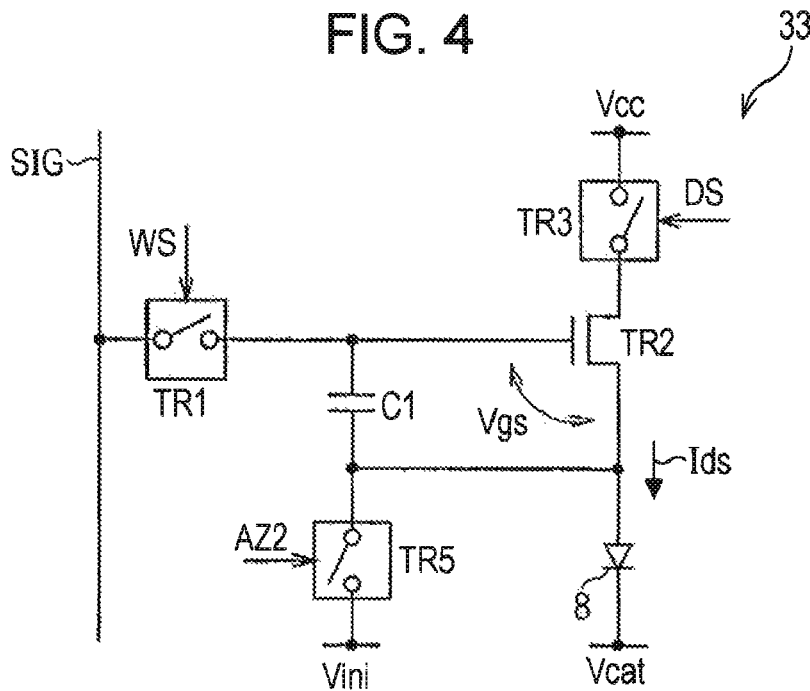 FIG. 4
33
Vcc
SIG
TR3
DS
WS
TR2
TR1
C1
Vgs
Ids
AZ2
TR5
8
Vini
Vcat